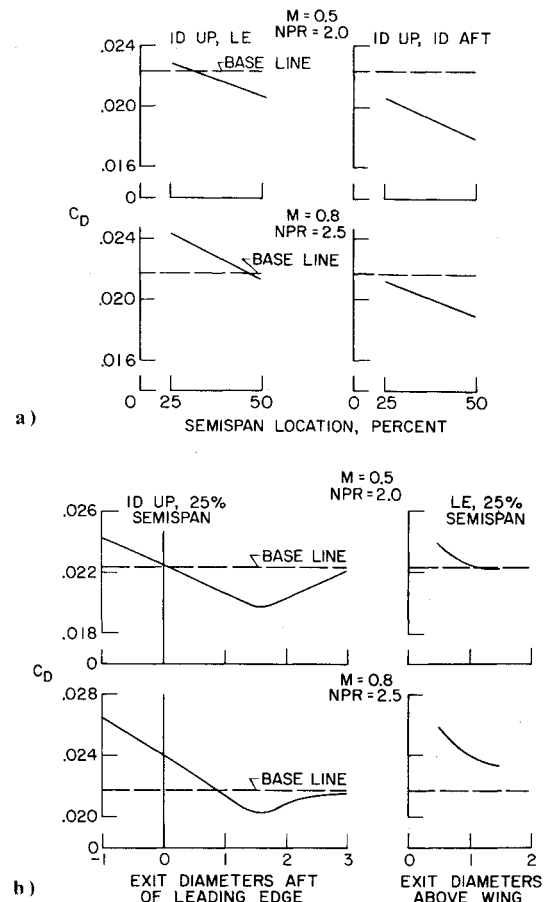 M = 0.5
NPR = 2.0
ID UP, LE
ID UP, ID AFT
0.024
BASE LINE
0.020
.016
0
C_D
M = 0.8
NPR = 2.5
0.024
BASE LINE
.020
.016
0 25 50
0 25 50
SEMISPAN LOCATION, PERCENT
a)
M = 0.5
NPR = 2.0
ID UP, 25%
SEMISPAN
LE, 25%
SEMISPAN
.026
BASE LINE
.022
.018
0
C_D
M = 0.8
NPR = 2.5
.028
.024
BASE LINE
.020
0
-1 0 1 2 3
0 1 2
EXIT DIAMETERS AFT
OF LEADING EDGE
EXIT DIAMETERS
ABOVE WING
b)